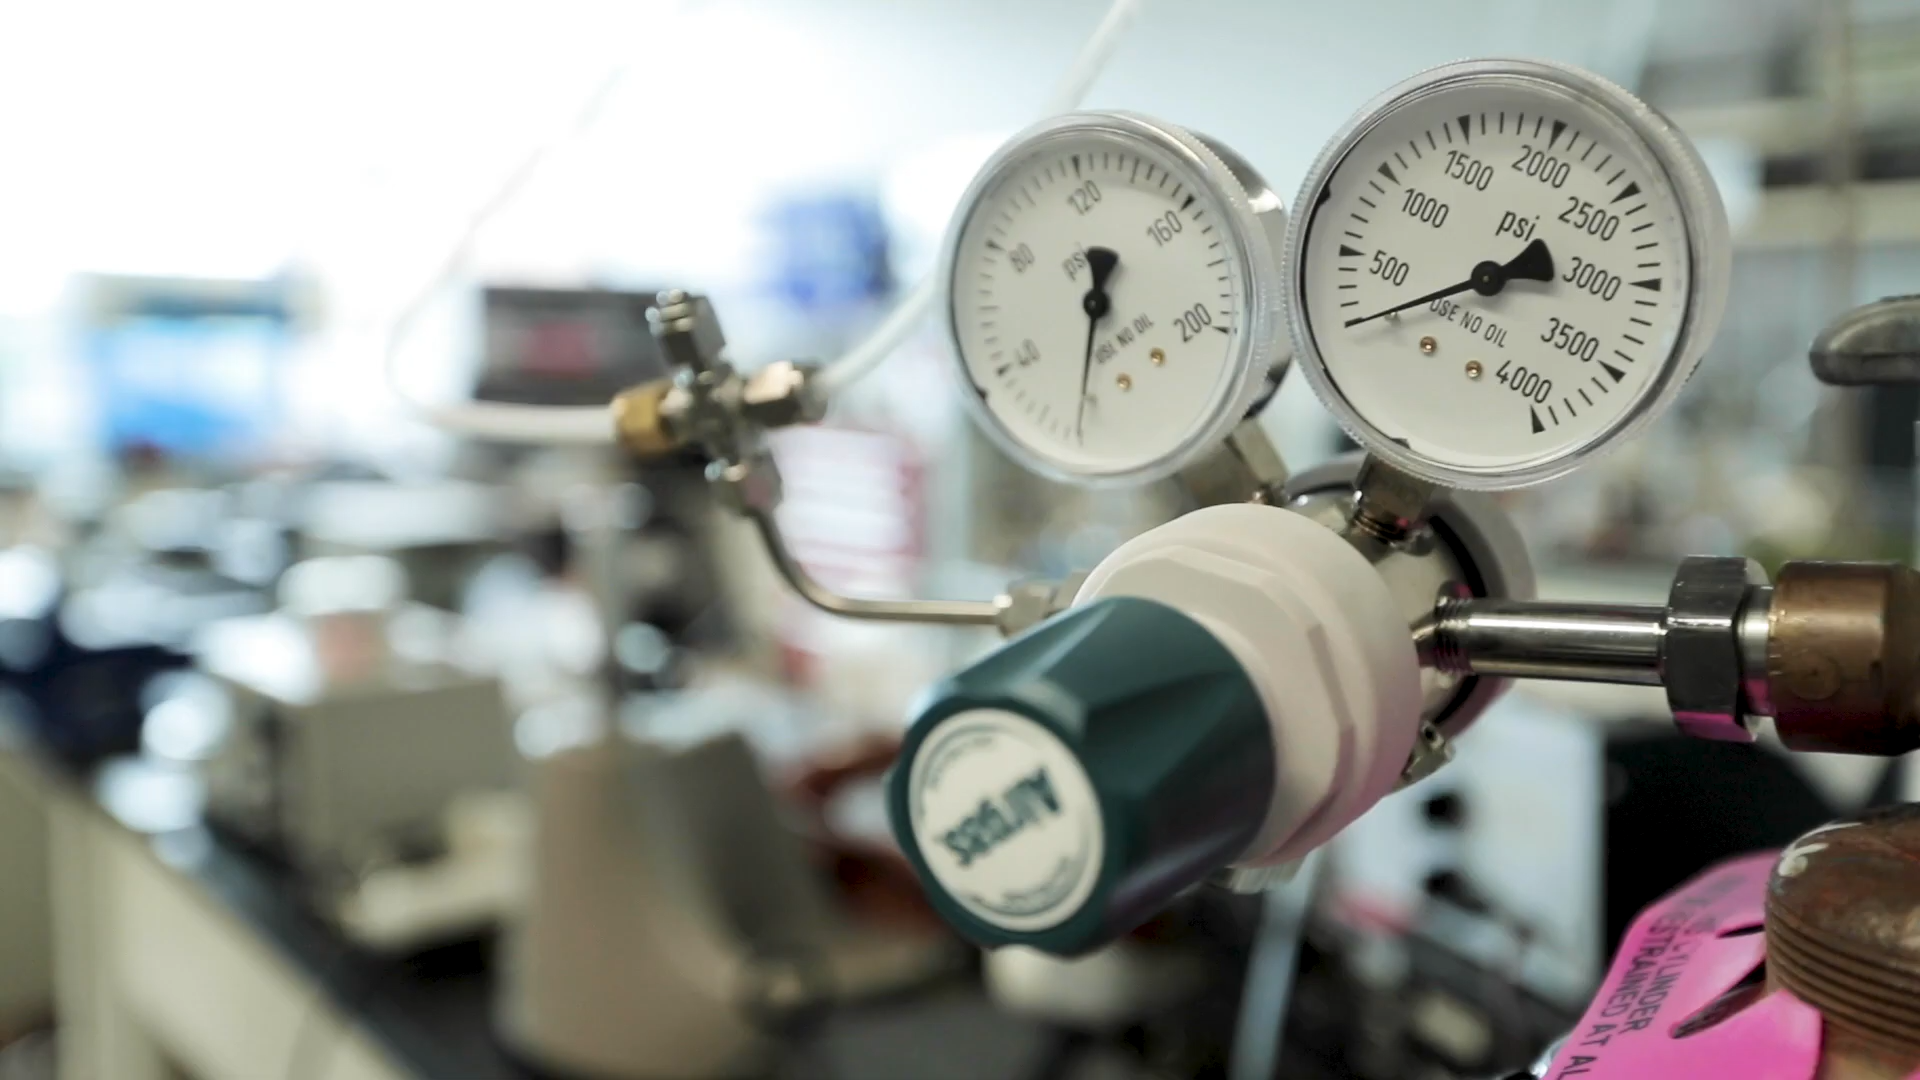 40
80
120
160
200
psi
USE NO OIL
500
1000
1500
2000
2500
3000
3500
4000
psi
USE NO OIL
Airgas
CYLINDER
RESTRAINED AT AL